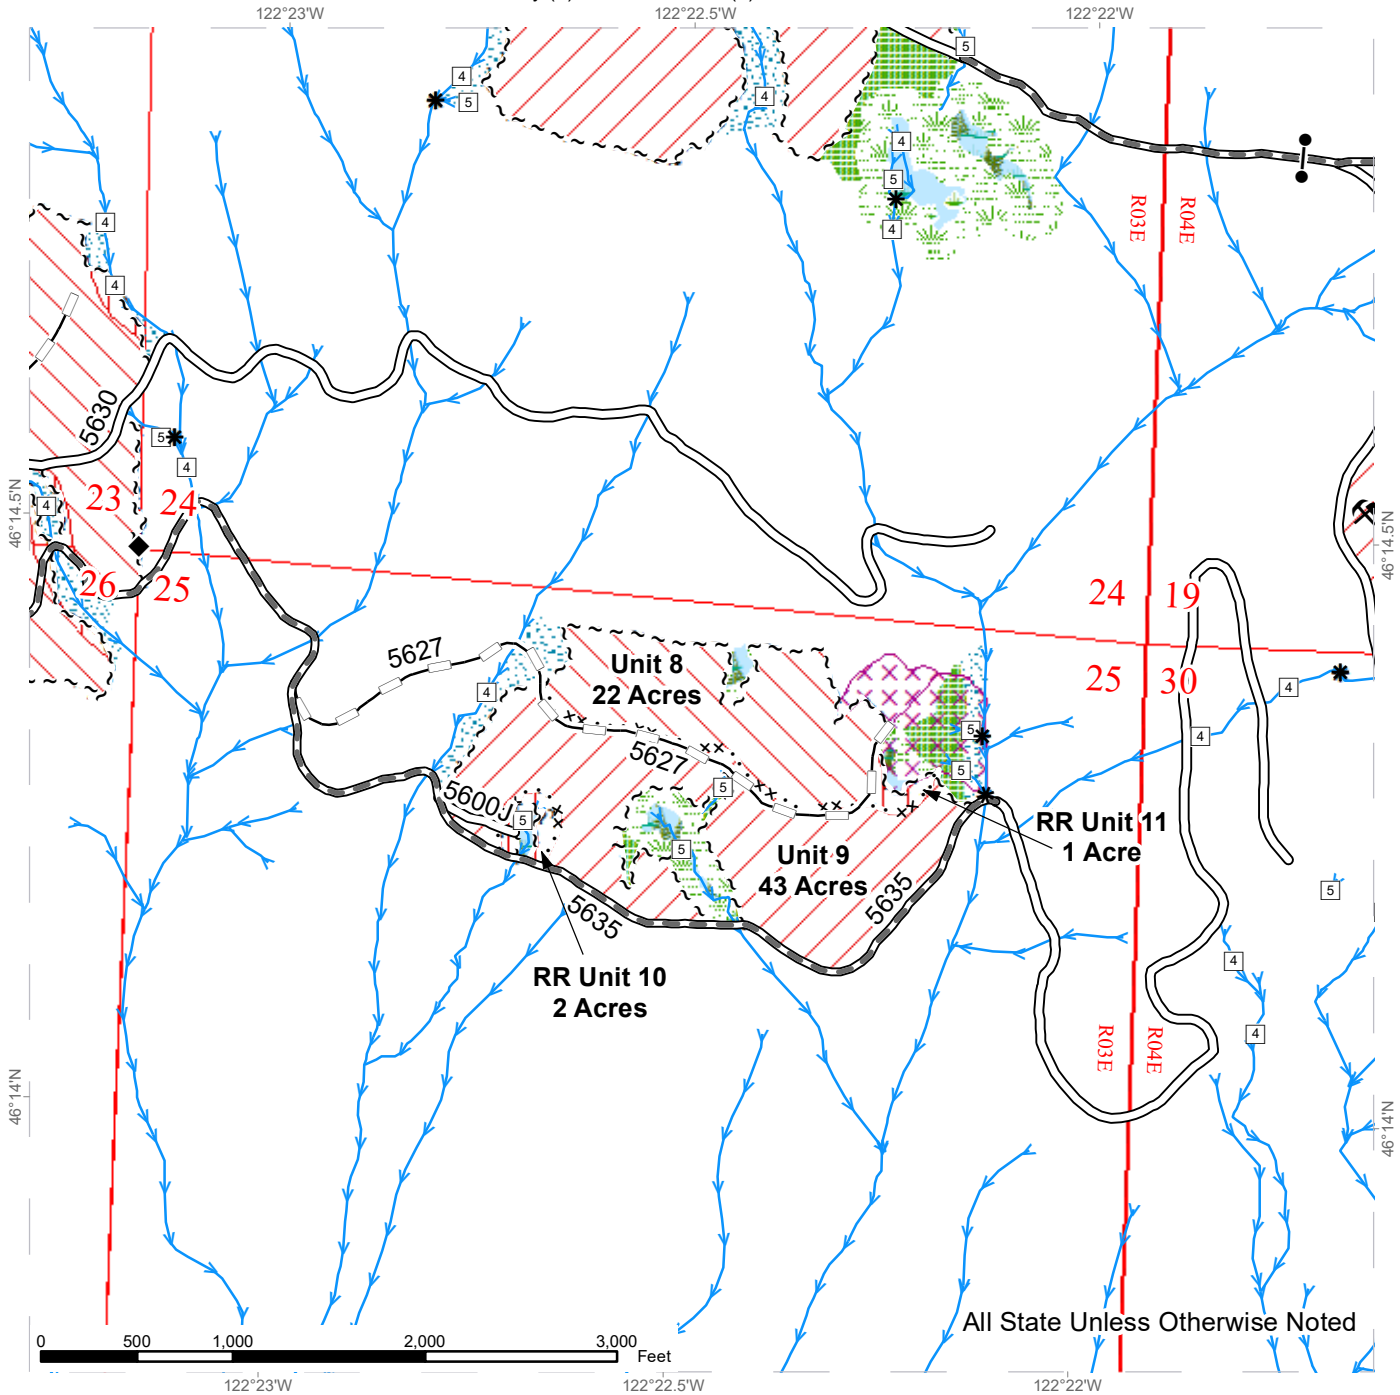 122°23'W
122°22.5'W
122°22'W
5
4
5
4
4
5
4
R03E
R04E
4
4
5630
5
4
4
23
24
26
25
46°14.5'N
46°14.5'N
24
19
25
30
5627
Unit 8
22 Acres
4
4
4
5
5627
5
5
5600J
5
RR Unit 11
1 Acre
5
Unit 9
43 Acres
5635
5635
5
RR Unit 10
2 Acres
4
4
R03E
R04E
46°14'N
46°14'N
All State Unless Otherwise Noted
0
500
1,000
2,000
3,000
Feet
122°23'W
122°22.5'W
122°22'W